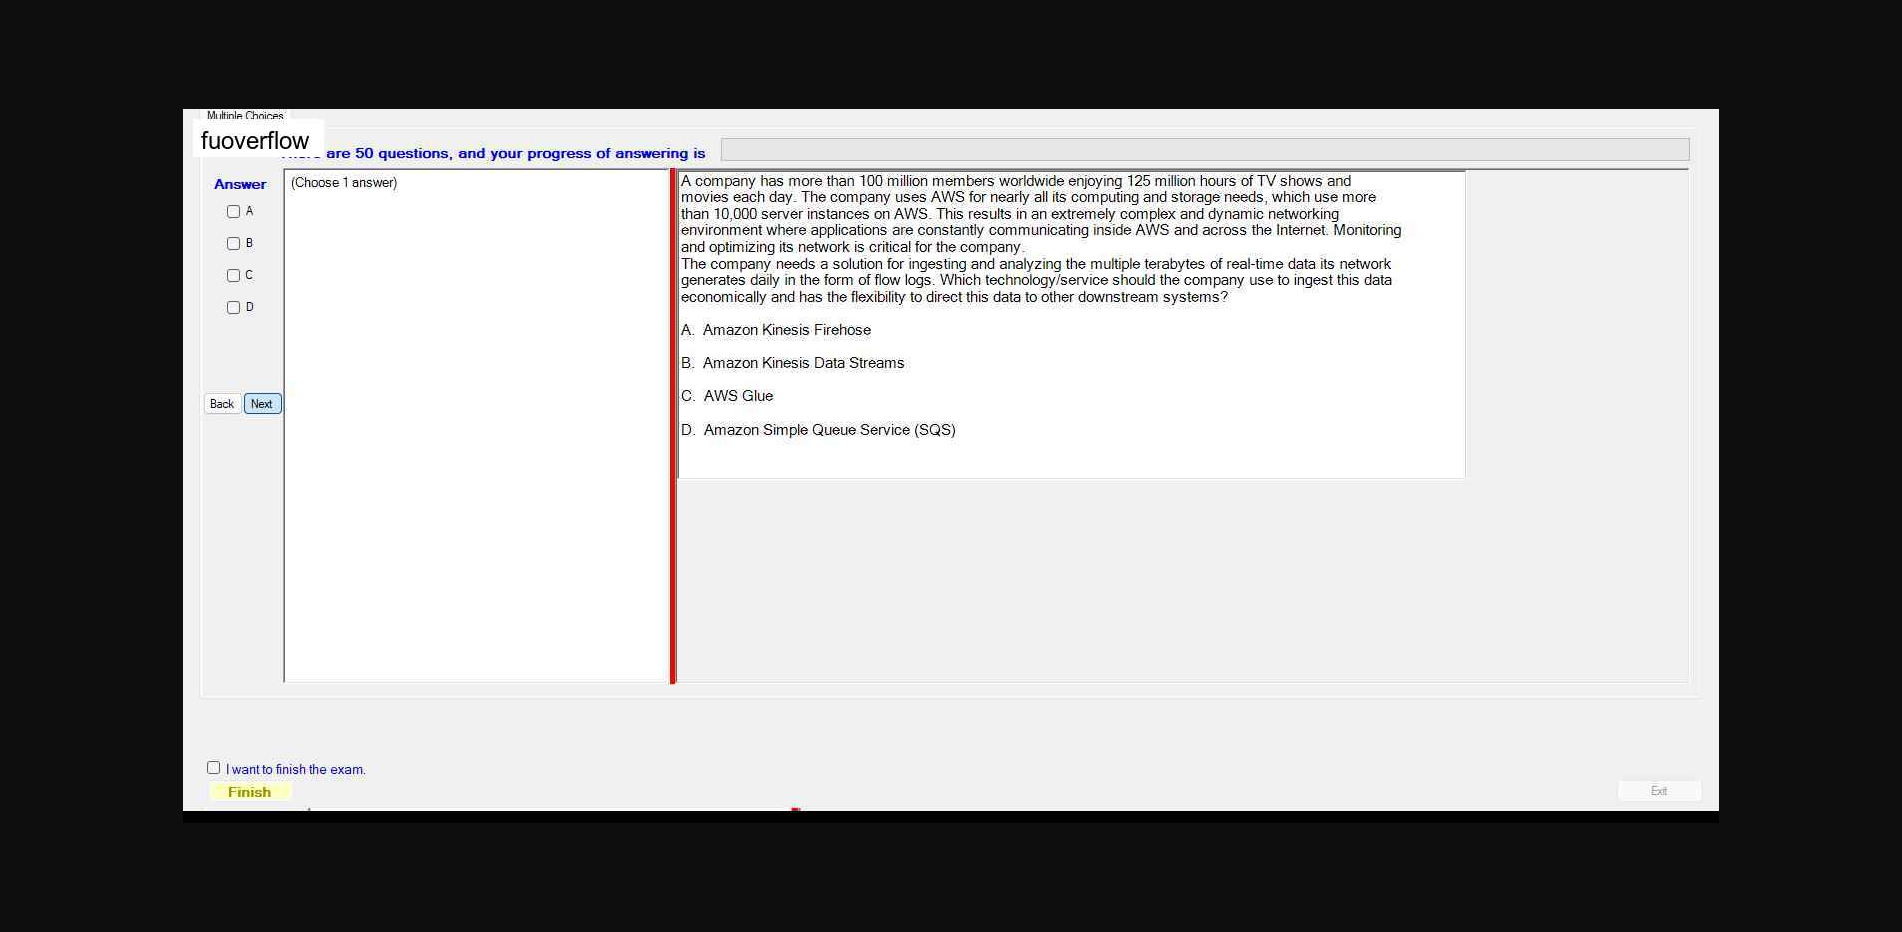 Multiple Choices
fuoverflow
are 50 questions, and your progress of answering is
Answer
(Choose 1 answer)
A
B
C
D
Back
Next
A company has more than 100 million members worldwide enjoying 125 million hours of TV shows and
movies each day. The company uses AWS for nearly all its computing and storage needs, which use more
than 10,000 server instances on AWS. This results in an extremely complex and dynamic networking
environment where applications are constantly communicating inside AWS and across the Internet. Monitoring
and optimizing its network is critical for the company.
The company needs a solution for ingesting and analyzing the multiple terabytes of real-time data its network
generates daily in the form of flow logs. Which technology/service should the company use to ingest this data
economically and has the flexibility to direct this data to other downstream systems?
A. Amazon Kinesis Firehose
B. Amazon Kinesis Data Streams
C. AWS Glue
D. Amazon Simple Queue Service (SQS)
I want to finish the exam.
Finish
Exit